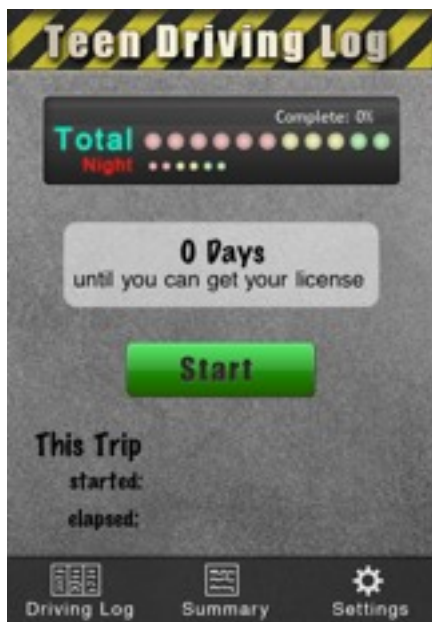 Teen Driving Log
Complete: 0%
Total
Night
0 Days
until you can get your license
Start
This Trip
started:
elapsed:
Driving Log
Summary
Settings